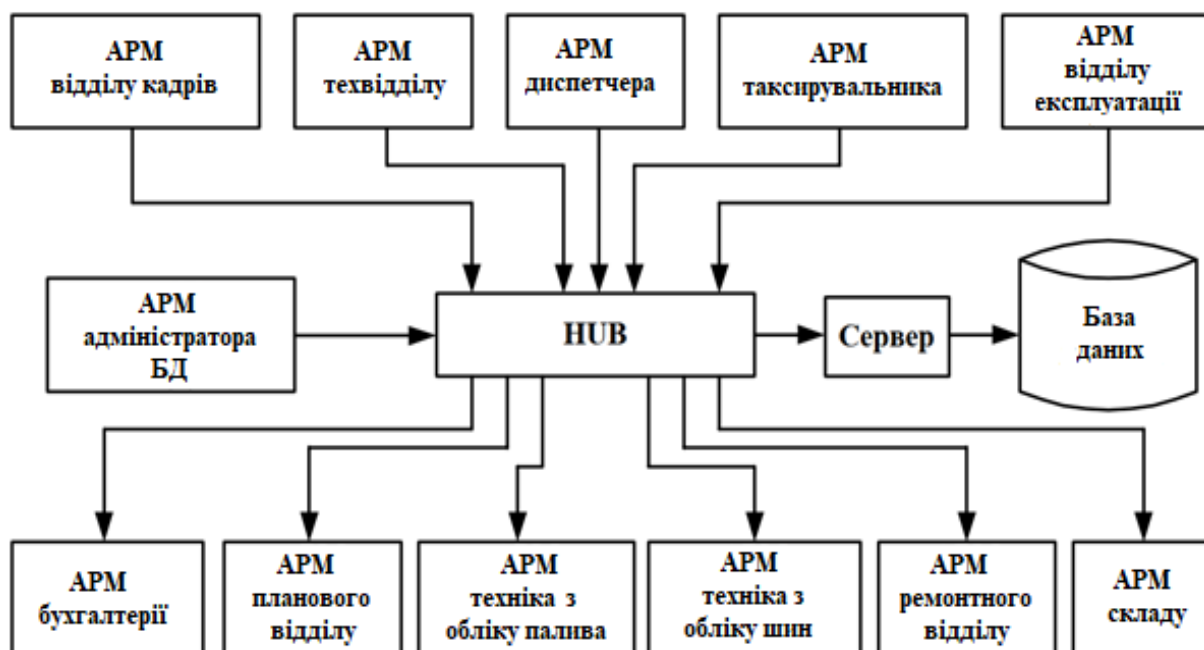 АРМ
відділу кадрів
АРМ
техвідділу
АРМ
диспетчера
АРМ
таксирувальника
АРМ
відділу
експлуатації
АРМ
адміністратора
БД
HUB
Сервер
База
даних
АРМ
бухгалтерії
АРМ
планового
відділу
АРМ
техніка з
обліку палива
АРМ
техніка з
обліку шин
АРМ
ремонтного
відділу
АРМ
складу